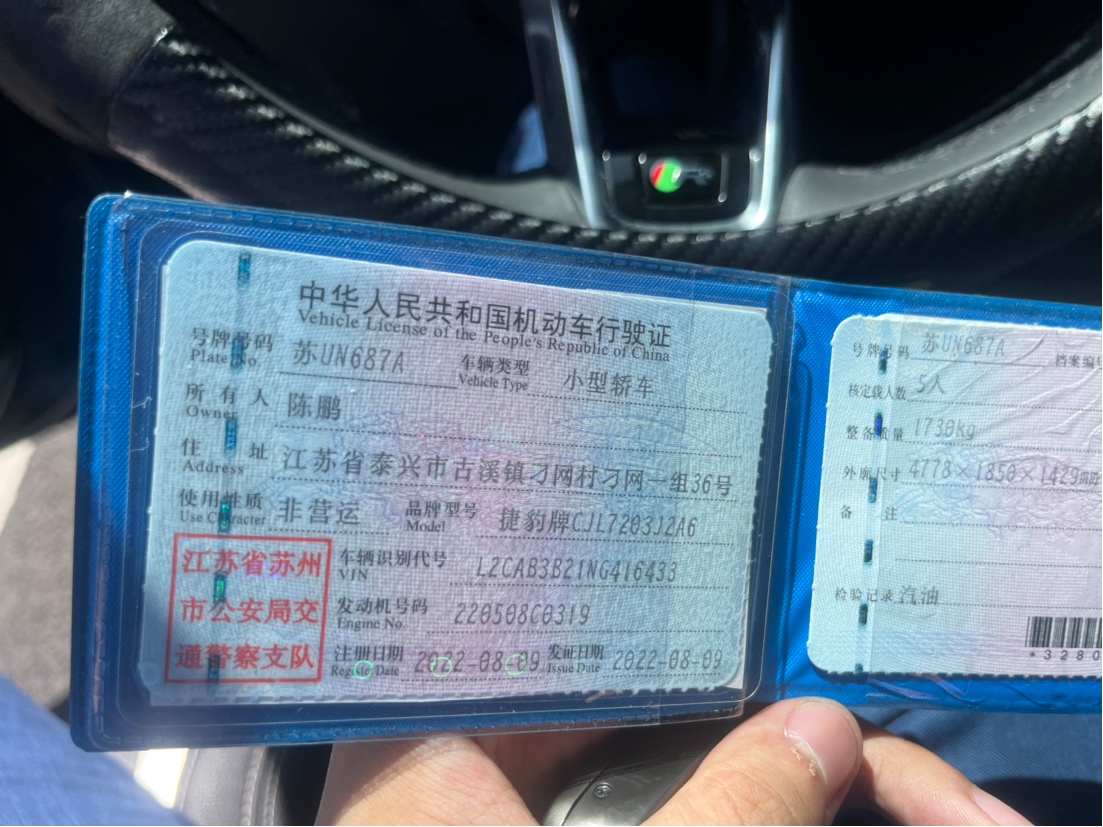 中华人民共和国机动车行驶证
Vehicle License of the People's Republic of China
号牌号码 苏UN687A 车辆类型 小型轿车
Plate No. Vehicle Type
所有人 陈鹏
Owner
住址 江苏省泰兴市古溪镇刁网村刁网一组36号
Address
使用性质 非营运 品牌型号 捷豹牌CJL7203J2A6
Use Character Model
江苏省苏州
市公安局交
通警察支队
车辆识别代号 L2CAB3B21NG416433
VIN
发动机号码 220508C0319
Engine No.
注册日期 2022-08-09 发证日期 2022-08-09
Register Date Issue Date
号牌号码 苏UN687A 档案编号
核定载人数 5人
整备质量 1730kg
外廓尺寸 4778×1850×1429
备注
检验记录 汽油
*3280